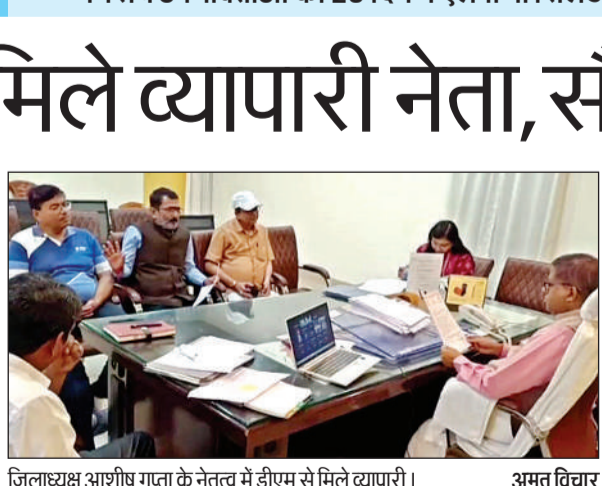 मिले व्यापारी नेता, सौ
जिलाध्यक्ष आशीष गुप्ता के नेतृत्व में डीएम से मिले व्यापारी।
अमृत विचार